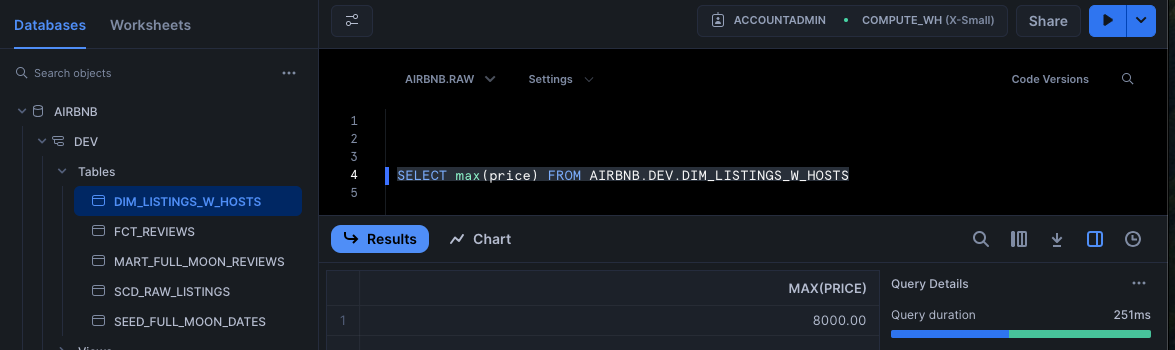 Databases Worksheets
Search objects ...
AIRBNB
DEV
Tables
DIM_LISTINGS_W_HOSTS
FCT_REVIEWS
MART_FULL_MOON_REVIEWS
SCD_RAW_LISTINGS
SEED_FULL_MOON_DATES
Views
ACCOUNTADMIN • COMPUTE_WH (X-Small) Share
AIRBNB.RAW Settings Code Versions
1
2
3
4 SELECT max(price) FROM AIRBNB.DEV.DIM_LISTINGS_W_HOSTS
5
Results Chart
MAX(PRICE)
1 8000.00
Query Details ...
Query duration 251ms